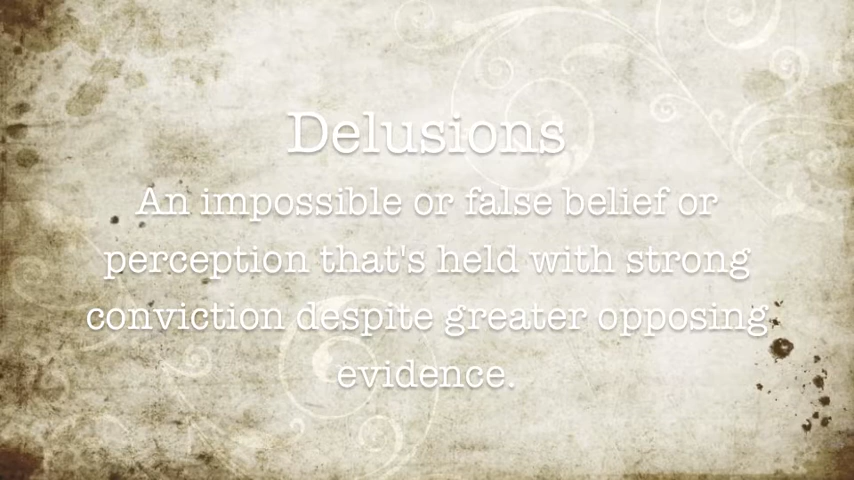 Delusions
An impossible or false belief or
perception that's held with strong
conviction despite greater opposing
evidence.